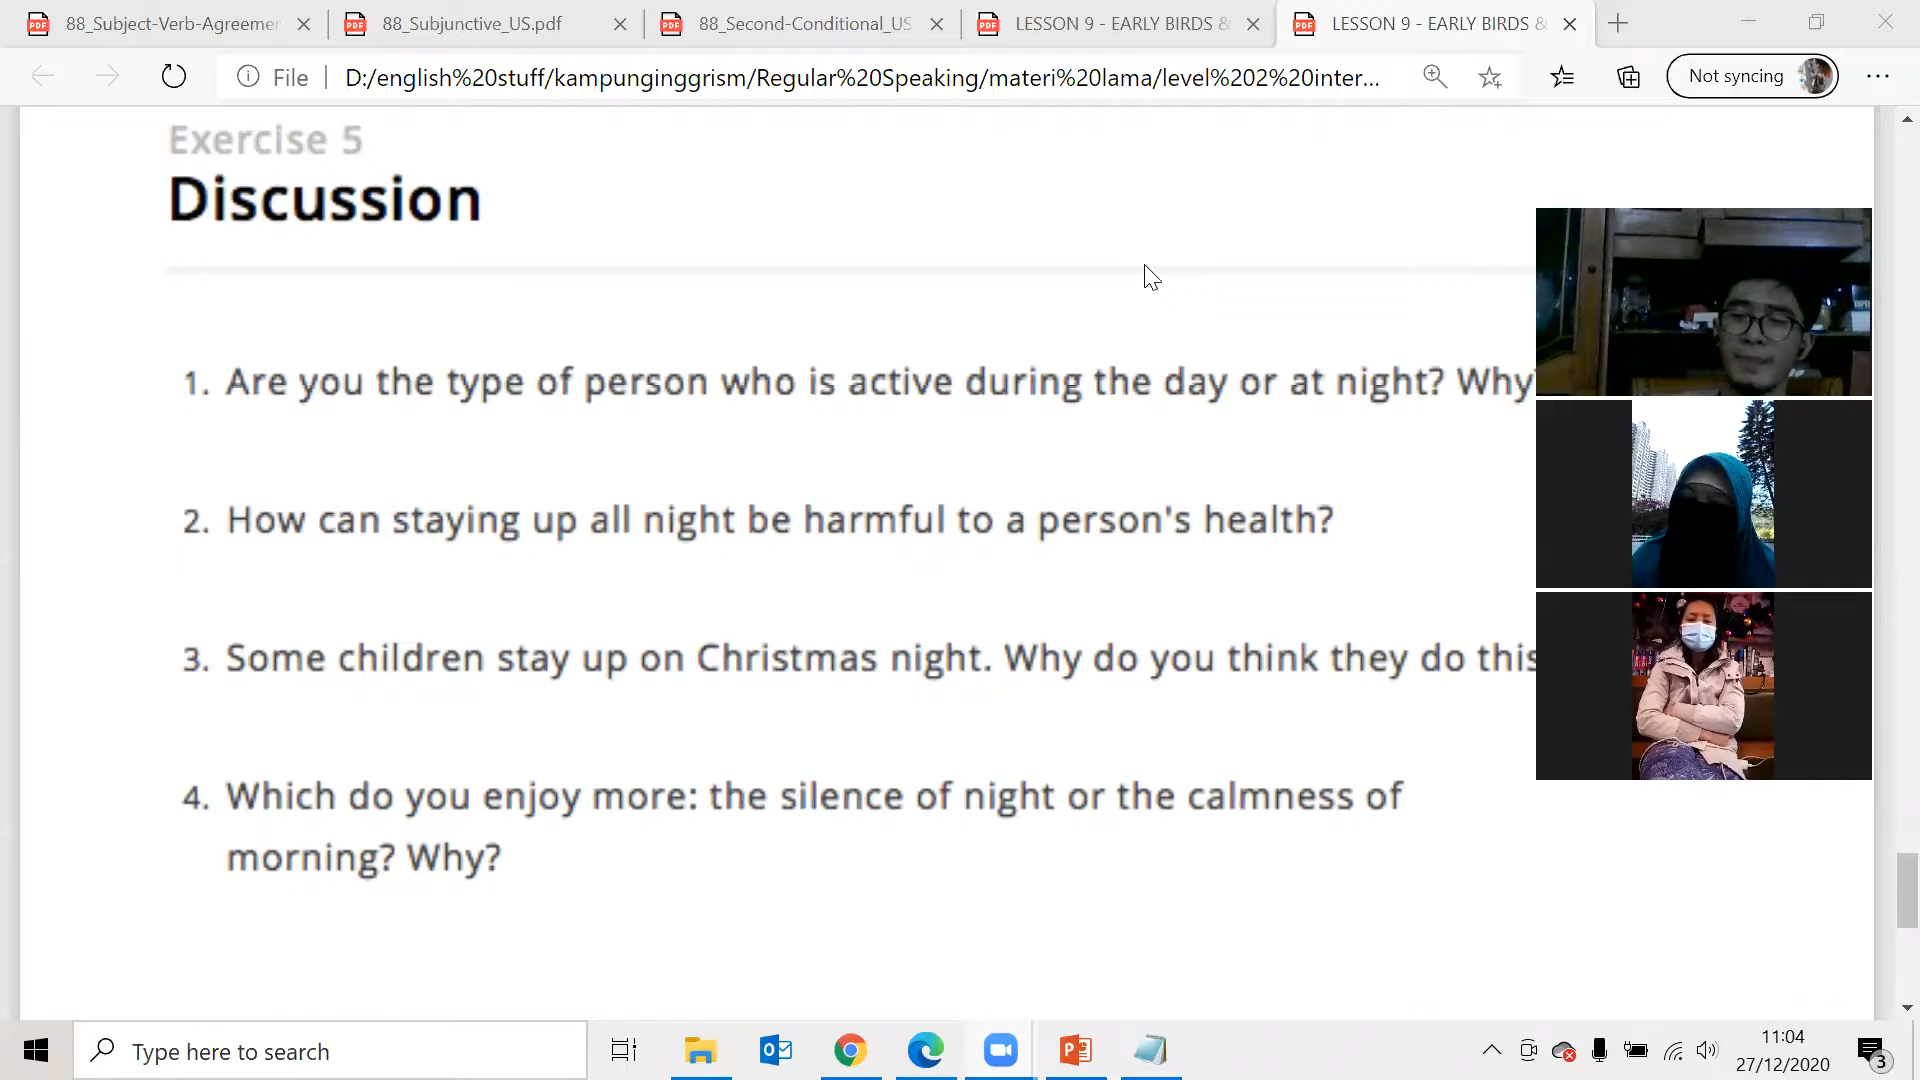 88_Subject-Verb-Agreemer
88_Subjunctive_US.pdf
88_Second-Conditional_US
LESSON 9 - EARLY BIRDS &
LESSON 9 - EARLY BIRDS &
File
D:/english%20stuff/kampunginggrism/Regular%20Speaking/materi%20lama/level%202%20inter...
Not syncing
Exercise 5
Discussion
1. Are you the type of person who is active during the day or at night? Why
2. How can staying up all night be harmful to a person's health?
3. Some children stay up on Christmas night. Why do you think they do this
4. Which do you enjoy more: the silence of night or the calmness of
morning? Why?
Type here to search
11:04
27/12/2020
3